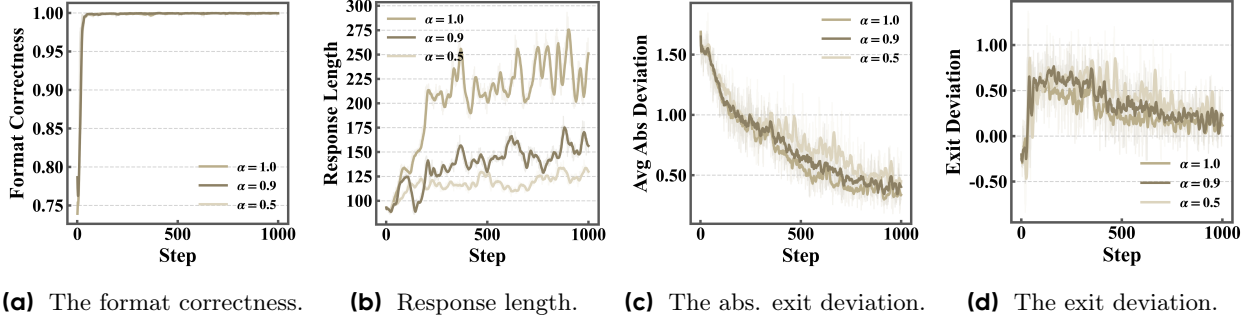 Format Correctness
1.00
0.95
0.90
0.85
0.80
0.75
α = 1.0
α = 0.9
α = 0.5
0
500
1000
Step
(a) The format correctness.
Response Length
300
275
250
225
200
175
150
125
100
α = 1.0
α = 0.9
α = 0.5
0
500
1000
Step
(b) Response length.
Avg Abs Deviation
1.50
1.00
0.50
α = 1.0
α = 0.9
α = 0.5
0
500
1000
Step
(c) The abs. exit deviation.
Exit Deviation
1.00
0.50
0.00
-0.50
α = 1.0
α = 0.9
α = 0.5
0
500
1000
Step
(d) The exit deviation.